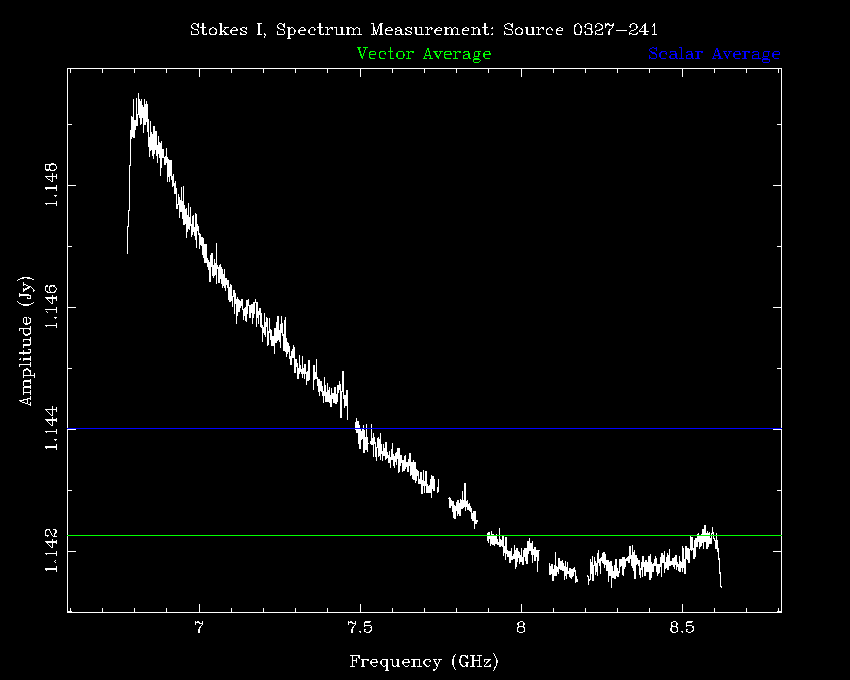 Stokes I, Spectrum Measurement: Source 0327−241
Vector Average Scalar Average
1.148
1.146
1.144
1.142
Amplitude (Jy)
7 7.5 8 8.5
Frequency (GHz)